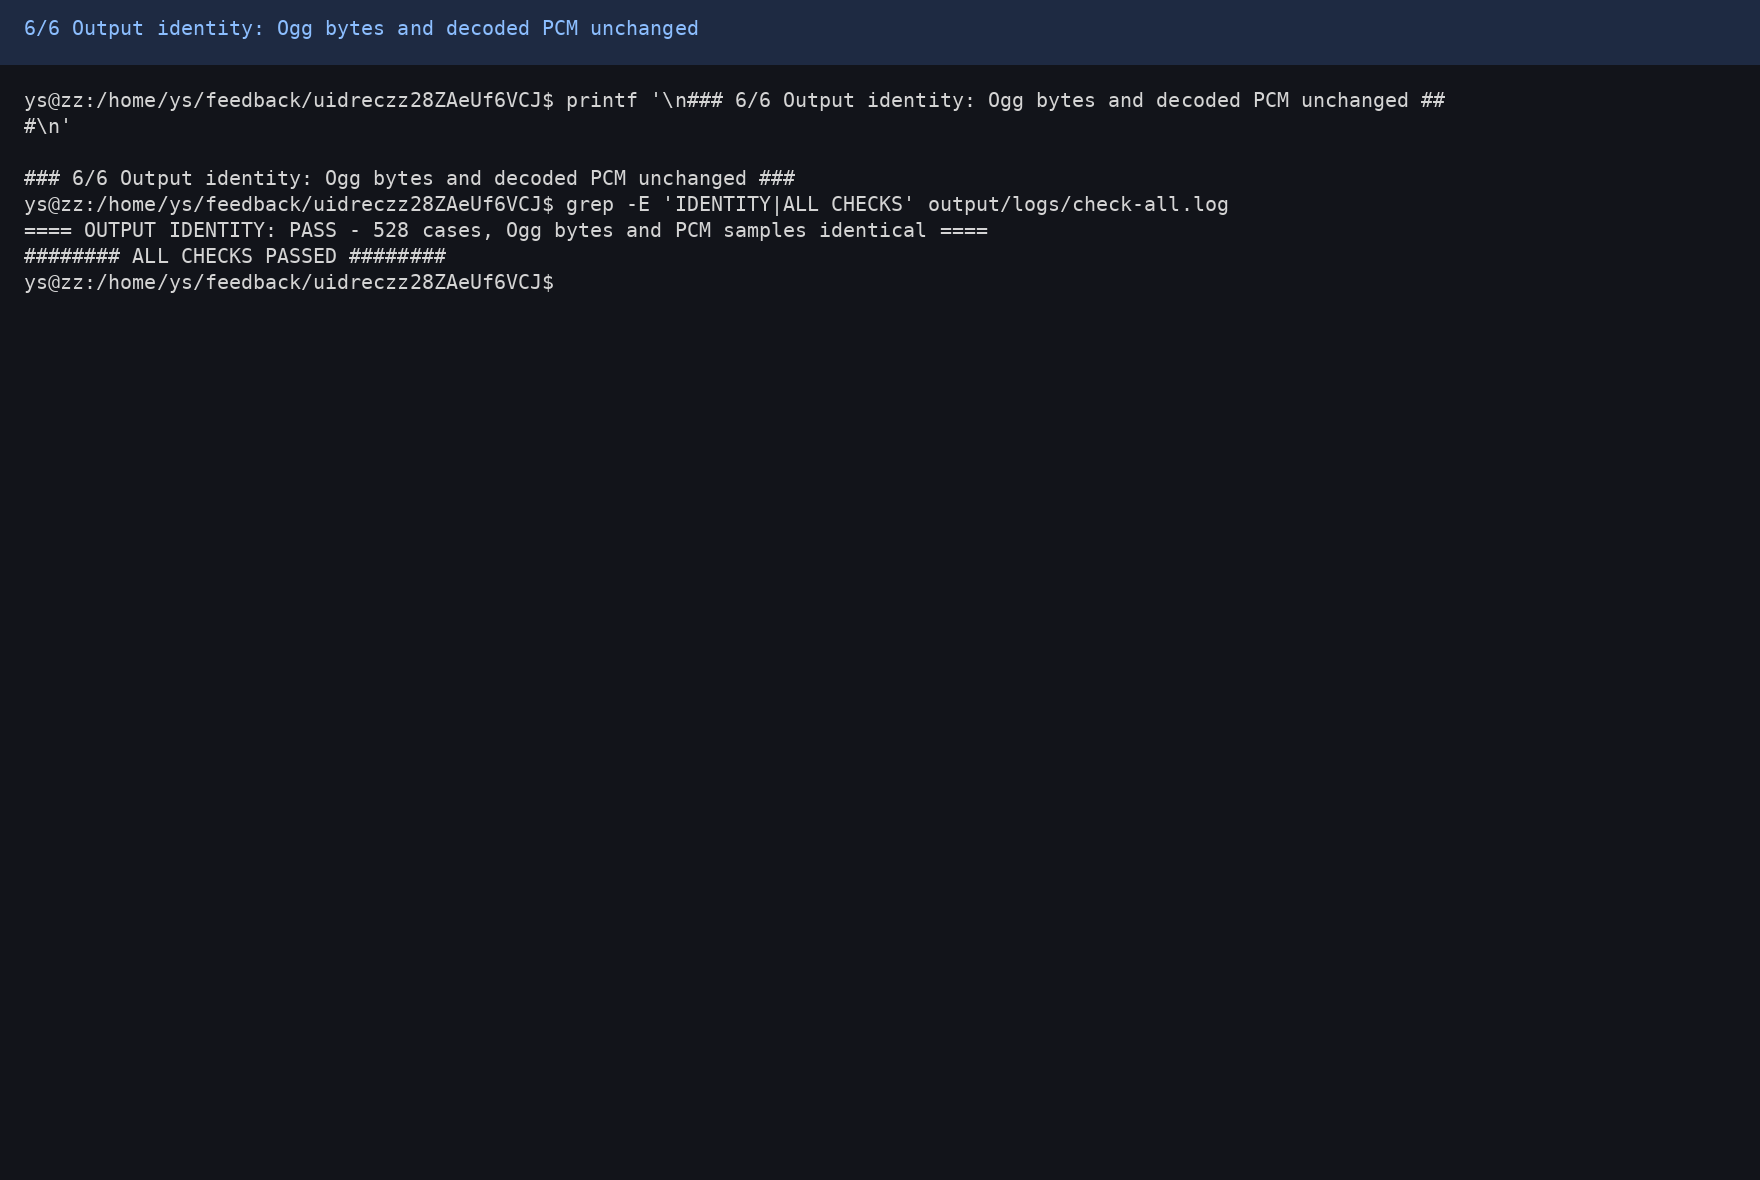 6/6 Output identity: Ogg bytes and decoded PCM unchanged
ys@zz:/home/ys/feedback/uidreczz28ZAeUf6VCJ$ printf '\n### 6/6 Output identity: Ogg bytes and decoded PCM unchanged ##
#\n'
### 6/6 Output identity: Ogg bytes and decoded PCM unchanged ###
ys@zz:/home/ys/feedback/uidreczz28ZAeUf6VCJ$ grep -E 'IDENTITY|ALL CHECKS' output/logs/check-all.log
==== OUTPUT IDENTITY: PASS - 528 cases, Ogg bytes and PCM samples identical ====
######## ALL CHECKS PASSED ########
ys@zz:/home/ys/feedback/uidreczz28ZAeUf6VCJ$